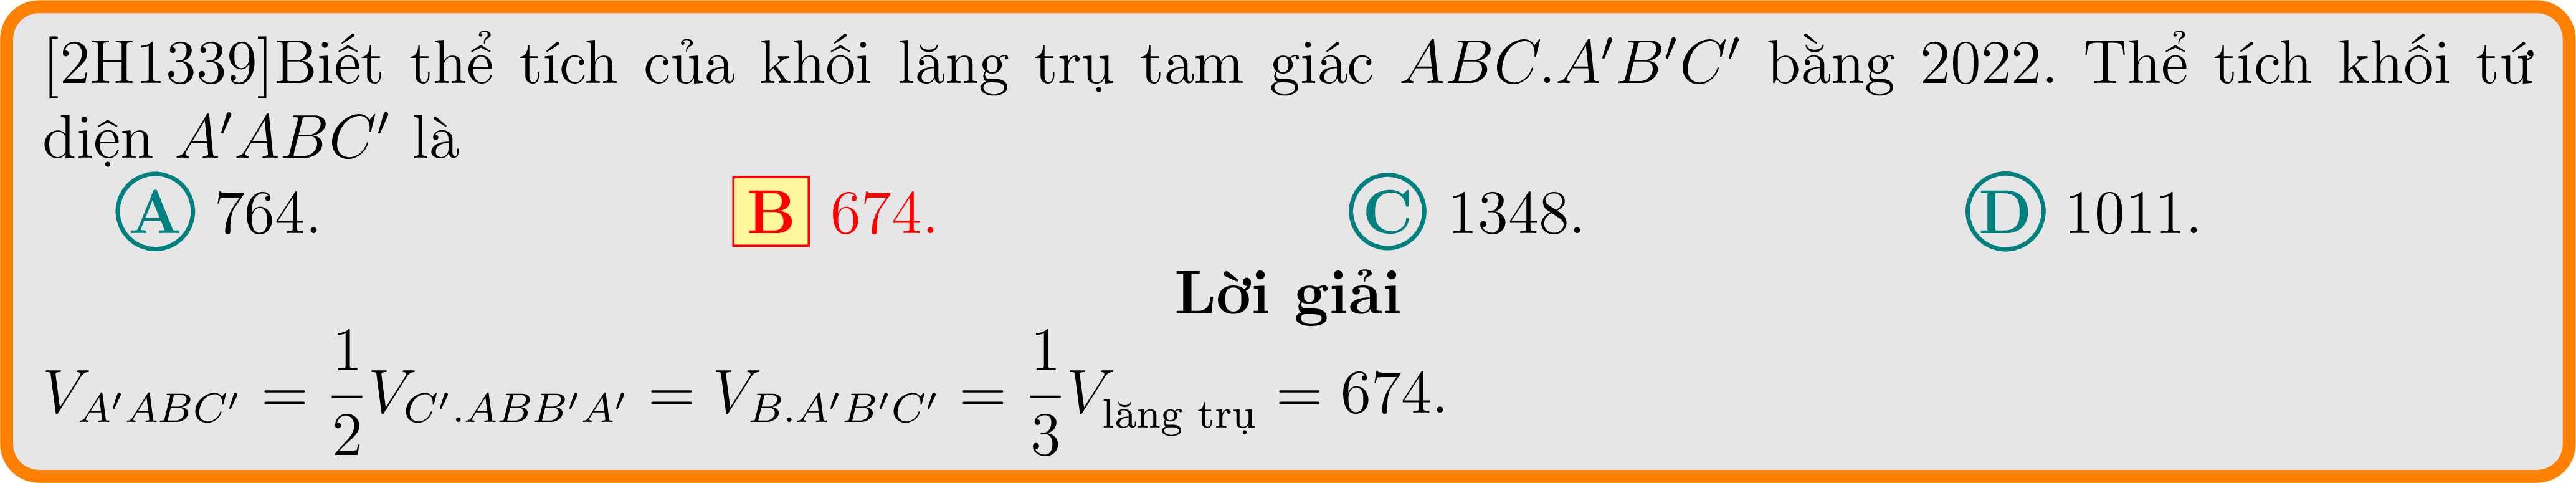 [2H1339]Biết thể tích của khối lăng trụ tam giác ABC.A′B′C′ bằng 2022. Thể tích khối tứ
diện A′ABC′ là
A 764. B 674. C 1348. D 1011.
Lời giải
V_{A′ABC′} = \frac{1}{2}V_{C′.ABB′A′} = V_{B.A′B′C′} = \frac{1}{3}V_{lăng trụ} = 674.